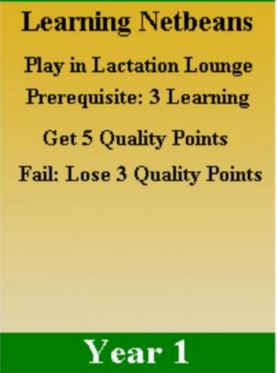 Learning Netbeans
Play in Lactation Lounge
Prerequisite: 3 Learning
Get 5 Quality Points
Fail: Lose 3 Quality Points
Year 1